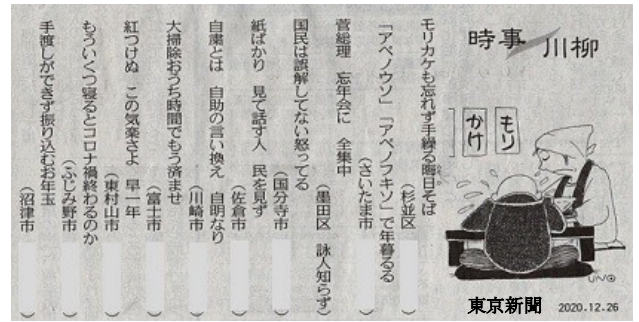 時事川柳
もり
かけ
UNO
モリカケも忘れず手繰る晦日そば
（杉並区　　）
「アベノウソ」「アベノフキソ」で年暮るる
（さいたま市　　）
菅総理　忘年会に　全集中
（墨田区　詠人知らず）
国民は誤解してない怒ってる
（国分寺市　　）
紙ばかり　見て話す人　民を見ず
（佐倉市　　）
自粛とは　自助の言い換え　自明なり
（川崎市　　）
大掃除おうち時間でもう済ませ
（富士市　　）
紅つけぬ　この気楽さよ　早一年
（東村山市　　）
もういくつ寝るとコロナ禍終わるのか
（ふじみ野市　　）
手渡しができず振り込むお年玉
（沼津市　　）
東京新聞　2020.12.26